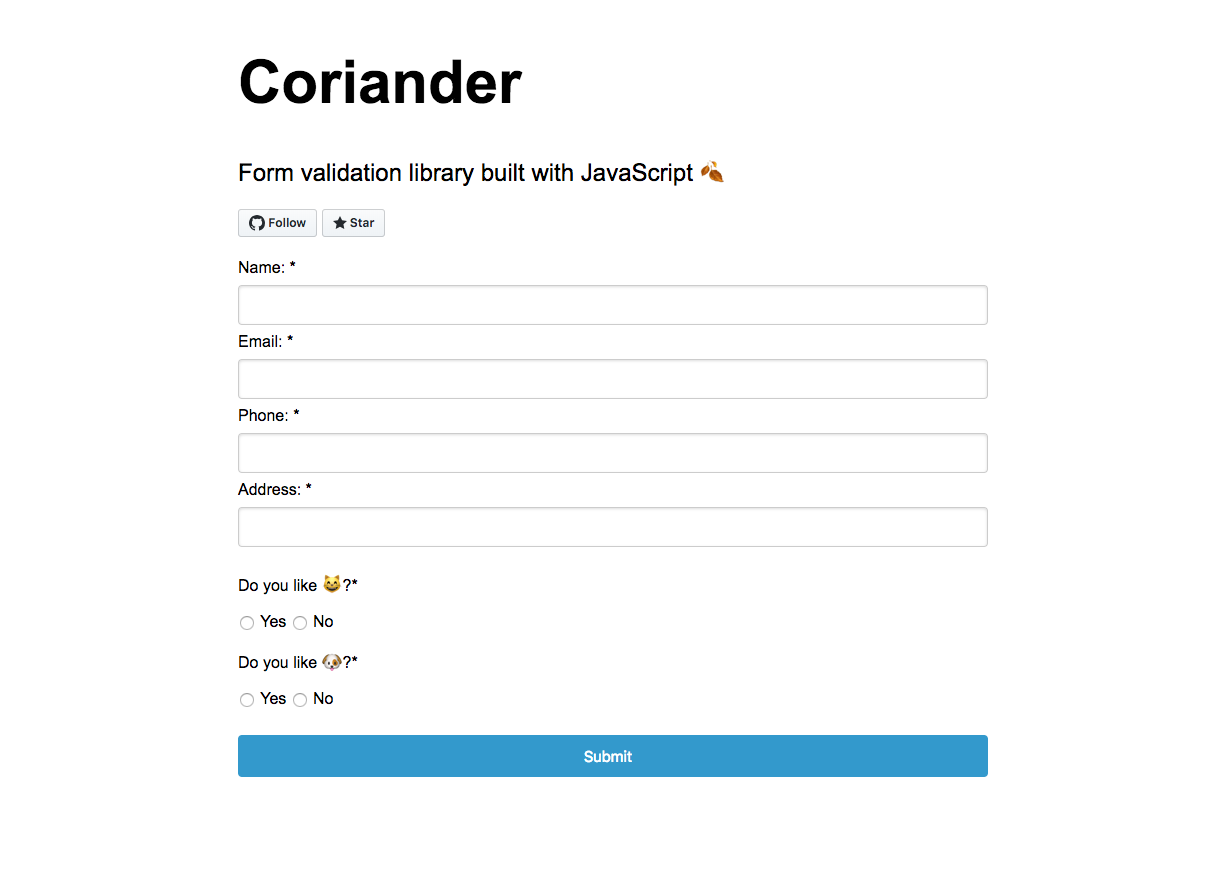 Coriander
Form validation library built with JavaScript 🍂
Follow Star
Name: *
Email: *
Phone: *
Address: *
Do you like 😸?*
Yes No
Do you like 🐶?*
Yes No
Submit